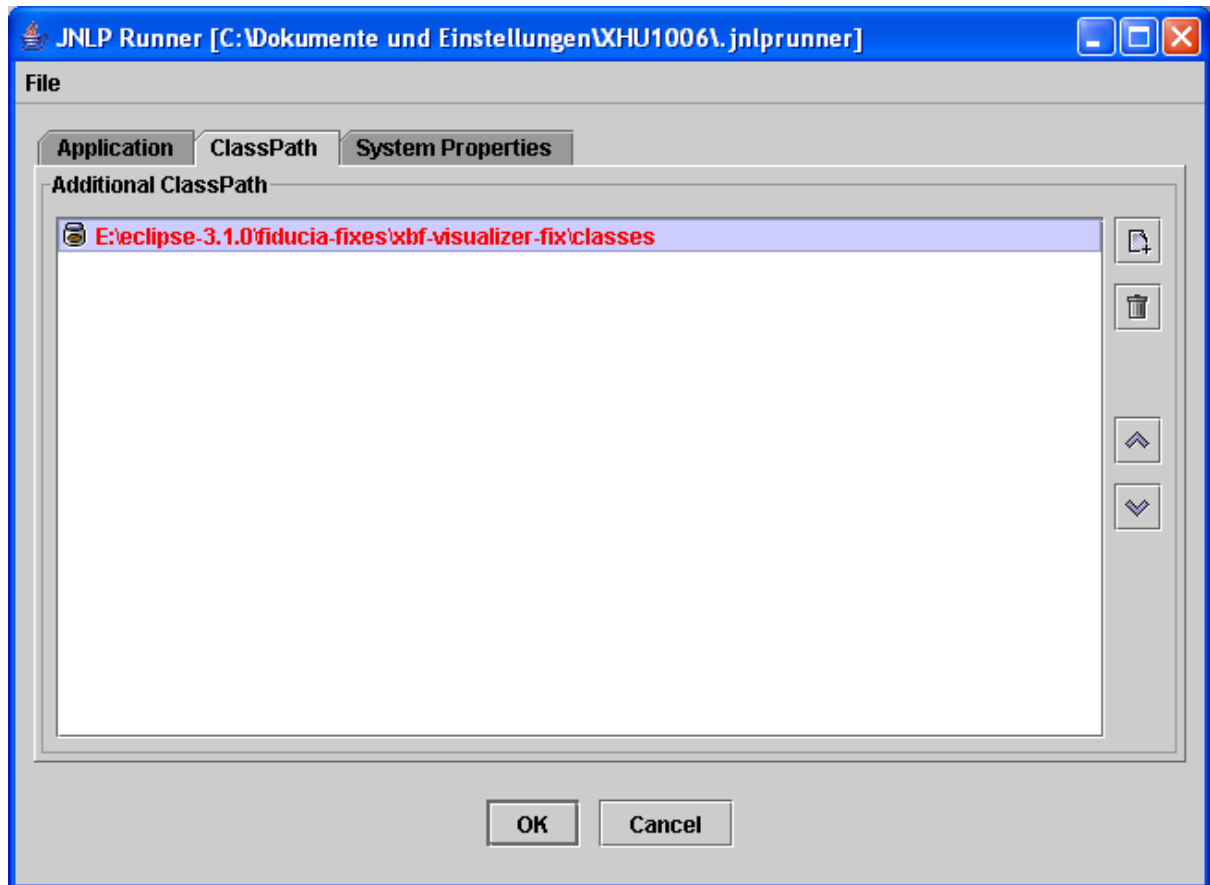 JNLP Runner [C:\Dokumente und Einstellungen\XHU1006\.jnlprunner]
File
Application ClassPath System Properties
Additional ClassPath
E:\eclipse-3.1.0\fiducia-fixes\xbf-visualizer-fix\classes
OK Cancel